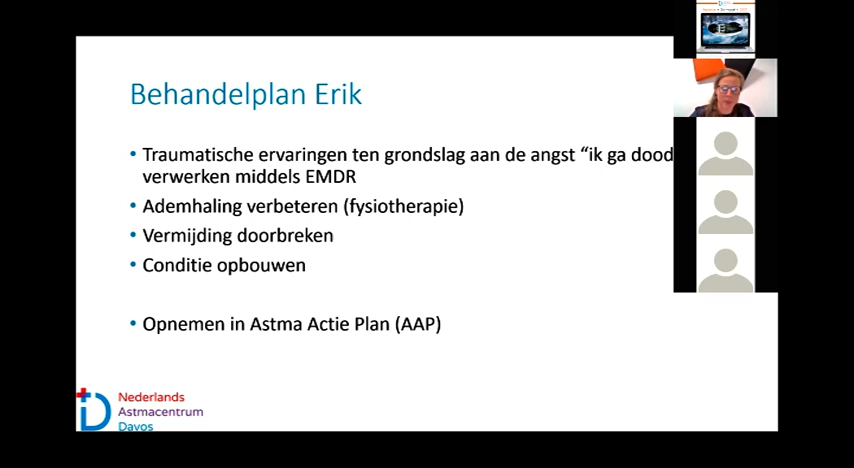 Behandelplan Erik
• Traumatische ervaringen ten grondslag aan de angst “ik ga dood
verwerken middels EMDR
• Ademhaling verbeteren (fysiotherapie)
• Vermijding doorbreken
• Conditie opbouwen
• Opnemen in Astma Actie Plan (AAP)
Nederlands
Astmacentrum
Davos